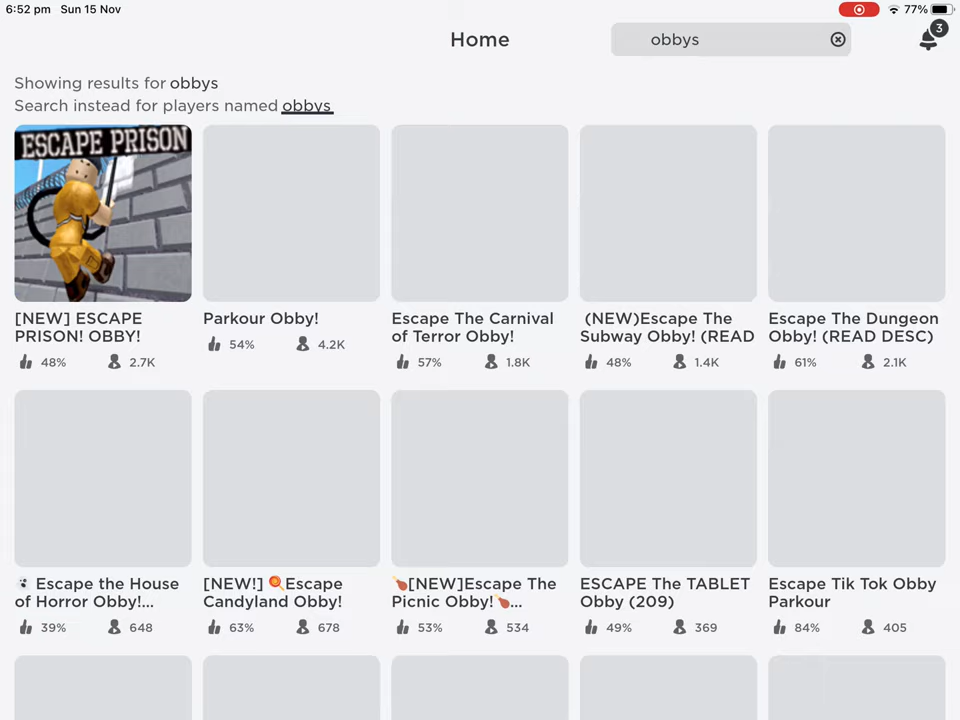 6:52 pm Sun 15 Nov
77%
Home
obbys
3
Showing results for obbys
Search instead for players named obbys
ESCAPE PRISON
[NEW] ESCAPE
PRISON! OBBY!
48% 2.7K
Parkour Obby!
54% 4.2K
Escape The Carnival
of Terror Obby!
57% 1.8K
(NEW)Escape The
Subway Obby! (READ
48% 1.4K
Escape The Dungeon
Obby! (READ DESC)
61% 2.1K
Escape the House
of Horror Obby!...
39% 648
[NEW!] 🍭Escape
Candyland Obby!
63% 678
🍗[NEW]Escape The
Picnic Obby!🍗...
53% 534
ESCAPE The TABLET
Obby (209)
49% 369
Escape Tik Tok Obby
Parkour
84% 405